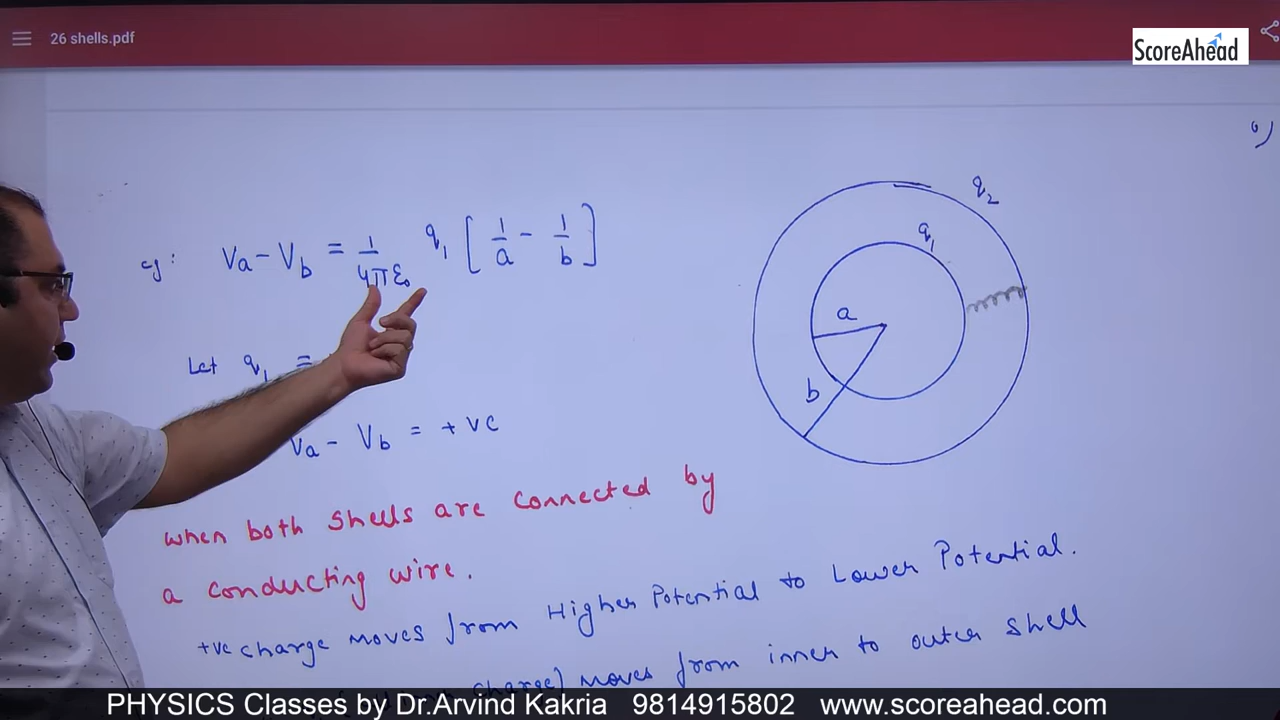 26 shells.pdf
ScoreAhead
Va - Vb = 1/4πε₀ q₁ [1/a - 1/b]
q₂
q₁
a
b
Let q₁ =
Va - Vb = +ve
when both shells are connected by
a conducting wire.
+ve charge moves from Higher Potential to Lower Potential.
charge) moves from inner to outer shell
PHYSICS Classes by Dr.Arvind Kakria 9814915802 www.scoreahead.com